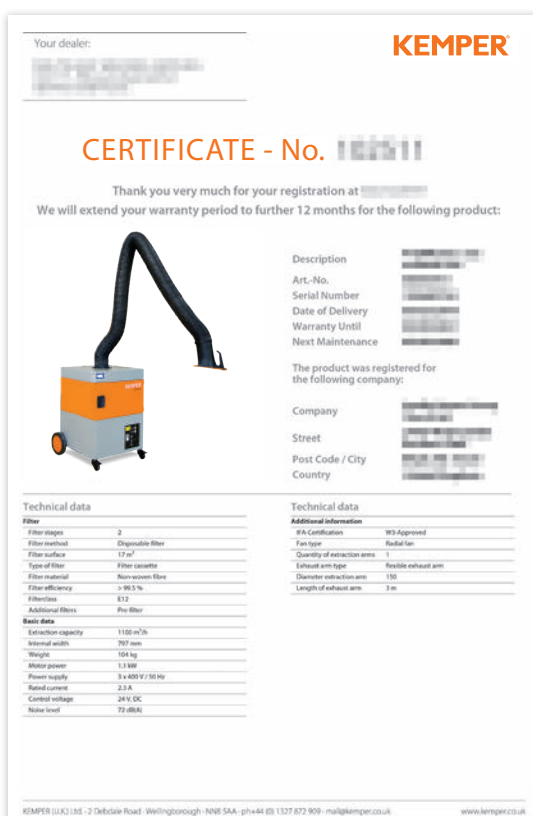 Your dealer:
KEMPER
CERTIFICATE - No.
Thank you very much for your registration at
We will extend your warranty period to further 12 months for the following product:
Description
Art.-No.
Serial Number
Date of Delivery
Warranty Until
Next Maintenance
The product was registered for
the following company:
Company
Street
Post Code / City
Country
KEMPER
Technical data
Filter
Filter stages 2
Filter method Disposable filter
Filter surface 17 m²
Type of filter Filter cassette
Filter material Non-woven fibre
Filter efficiency > 99.5 %
Filterclass E12
Additional filters Pre filter
Basic data
Extraction capacity 1100 m³/h
Internal width 797 mm
Weight 104 kg
Motor power 1.1 kW
Power supply 3 x 400 V / 50 Hz
Rated current 2.3 A
Control voltage 24 V, DC
Noise level 72 dB(A)
Technical data
Additional information
IFA-Certification W3-Approved
Fan type Radial fan
Quantity of extraction arms 1
Exhaust arm type flexible exhaust arm
Diameter extraction arm 150
Length of exhaust arm 3 m
KEMPER (U.K.) Ltd. - 2 Debdale Road - Wellingborough - NN8 5AA - ph+44 (0) 1327 872 909 - mail@kemper.co.uk www.kemper.co.uk